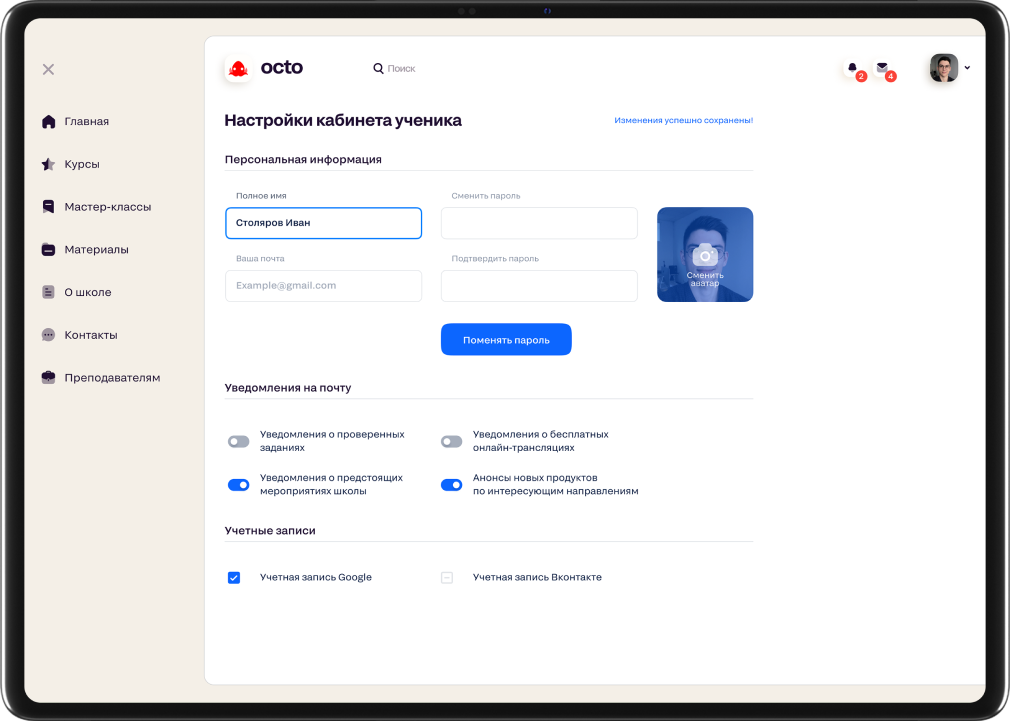 octo
Поиск
2
4
Главная
Курсы
Мастер-классы
Материалы
О школе
Контакты
Преподавателям
Настройки кабинета ученика
Изменения успешно сохранены!
Персональная информация
Полное имя
Сменить пароль
Столяров Иван
Ваша почта
Подтвердить пароль
Example@gmail.com
Сменить
аватар
Поменять пароль
Уведомления на почту
Уведомления о проверенных
заданиях
Уведомления о бесплатных
онлайн-трансляциях
Уведомления о предстоящих
мероприятиях школы
Анонсы новых продуктов
по интересующим направлениям
Учетные записи
Учетная запись Google
Учетная запись Вконтакте